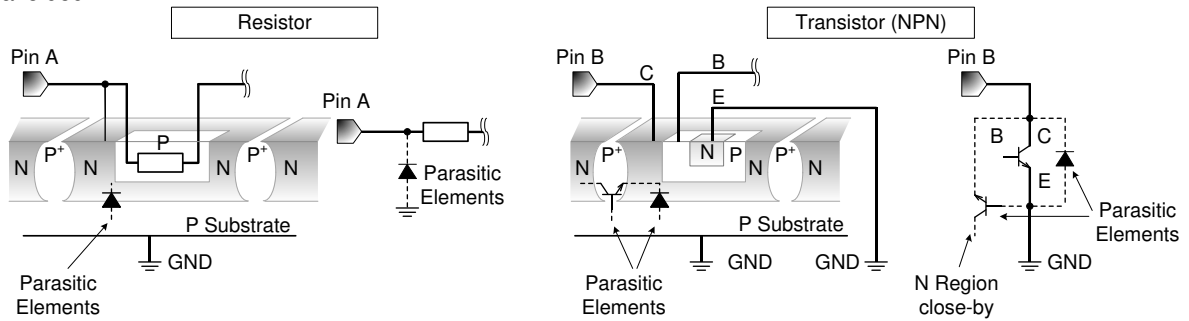 Resistor
Pin A
P
N
P+
N
N
P+
N
Parasitic
Elements
P Substrate
GND
Pin A
Parasitic
Elements
Transistor (NPN)
Pin B
C
B
E
N
P+
N
N
P
N
P+
N
P Substrate
Parasitic
Elements
GND
GND
Pin B
B
C
E
Parasitic
Elements
N Region
close-by
GND